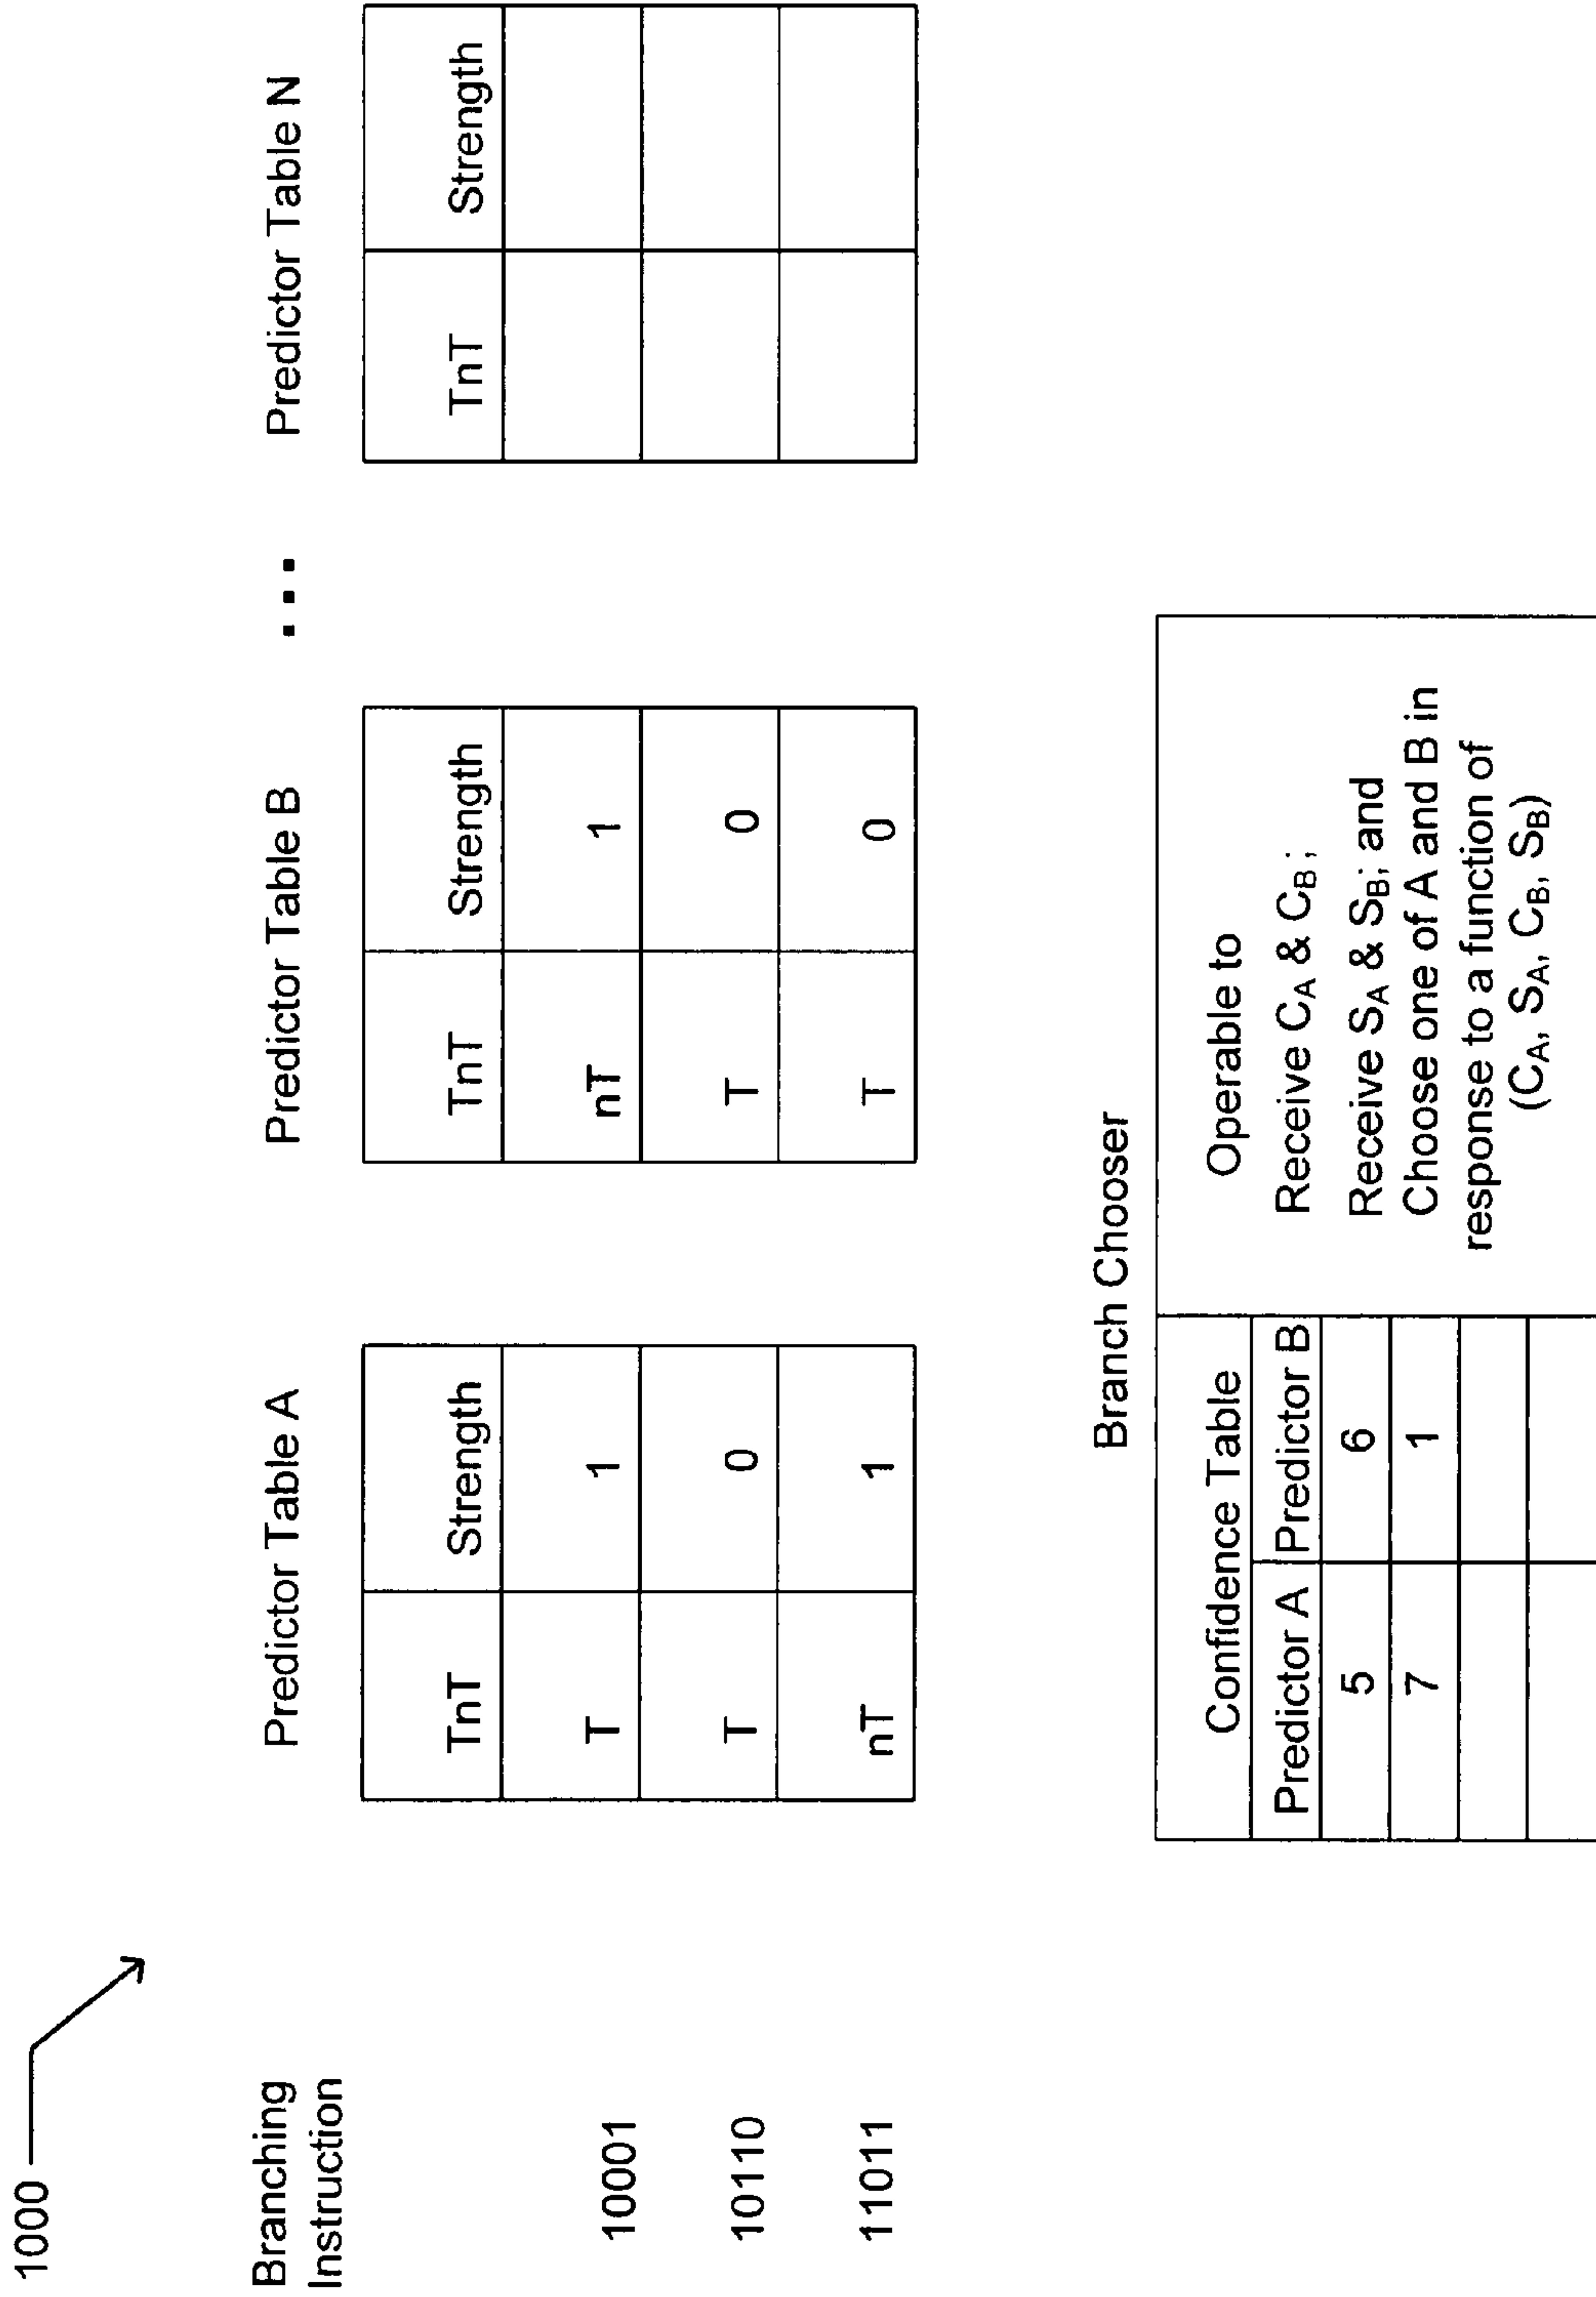 1000
Branching
Instruction
Predictor Table A
Predictor Table B
...
Predictor Table N
TnT Strength
TnT Strength
TnT Strength
10001
T 1
nT 1
10110
T 0
T 0
11011
nT 1
T 0
Branch Chooser
Confidence Table
Predictor A Predictor B
5 6
7 1
Operable to
Receive C_A & C_B;
Receive S_A & S_B; and
Choose one of A and B in
response to a function of
(C_A, S_A, C_B, S_B)